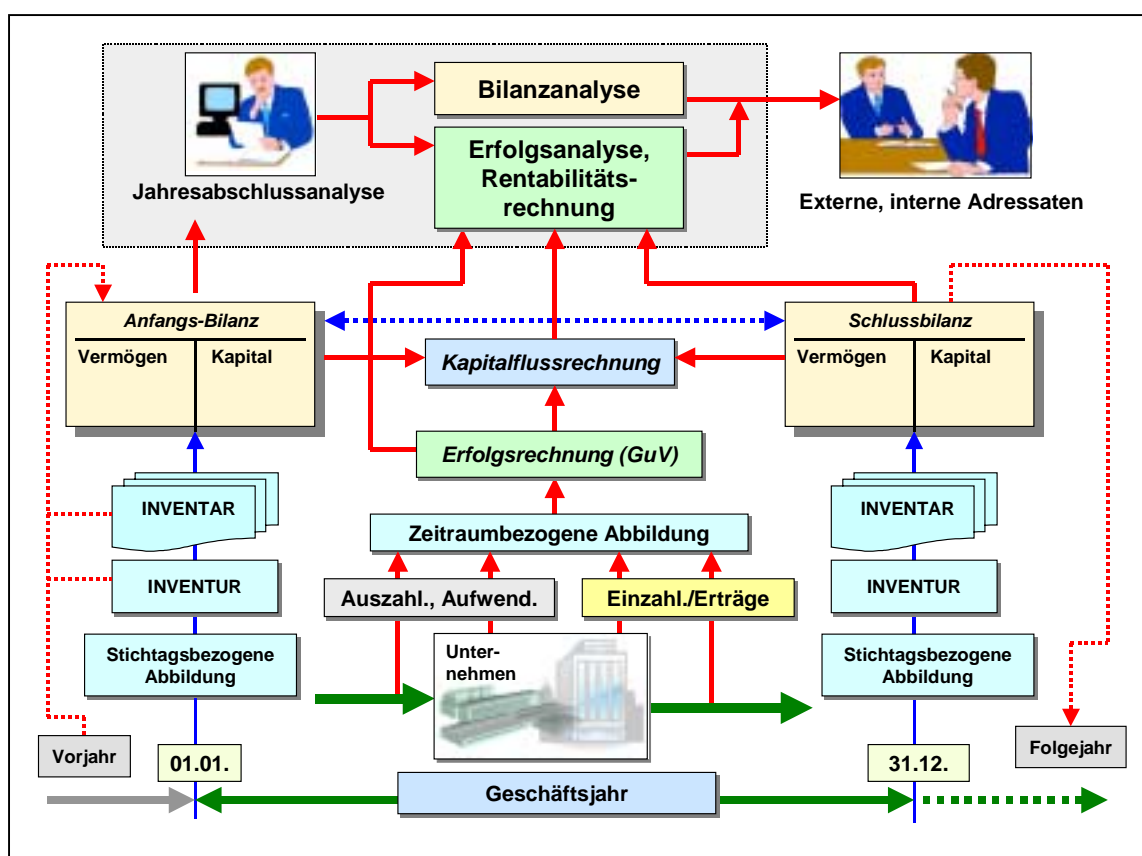 Bilanzanalyse
Erfolgsanalyse,
Rentabilitäts-
rechnung
Jahresabschlussanalyse
Externe, interne Adressaten
Anfangs-Bilanz
Vermögen
Kapital
Kapitalflussrechnung
Schlussbilanz
Vermögen
Kapital
Erfolgsrechnung (GuV)
INVENTAR
Zeitraumbezogene Abbildung
INVENTAR
INVENTUR
Auszahl., Aufwend.
Einzahl./Erträge
INVENTUR
Stichtagsbezogene
Abbildung
Unter-
nehmen
Stichtagsbezogene
Abbildung
Vorjahr
01.01.
31.12.
Folgejahr
Geschäftsjahr